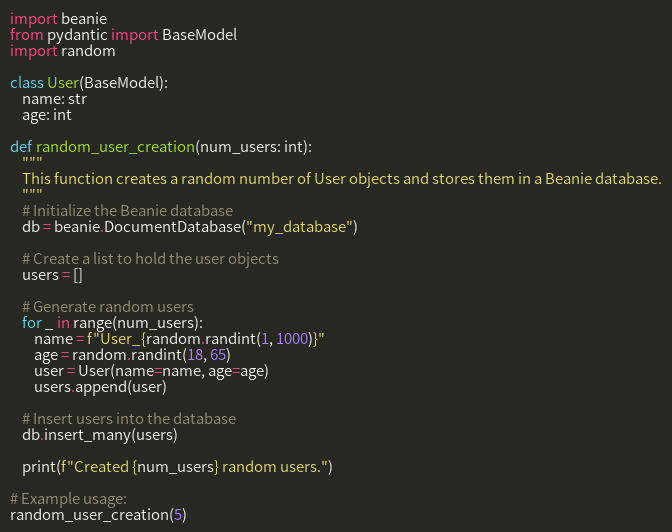 import beanie
from pydantic import BaseModel
import random

class User(BaseModel):
    name: str
    age: int

def random_user_creation(num_users: int):
    """
    This function creates a random number of User objects and stores them in a Beanie database.
    """
    # Initialize the Beanie database
    db = beanie.DocumentDatabase("my_database")

    # Create a list to hold the user objects
    users = []

    # Generate random users
    for _ in range(num_users):
        name = f"User_{random.randint(1, 1000)}"
        age = random.randint(18, 65)
        user = User(name=name, age=age)
        users.append(user)

    # Insert users into the database
    db.insert_many(users)

    print(f"Created {num_users} random users.")

# Example usage:
random_user_creation(5)